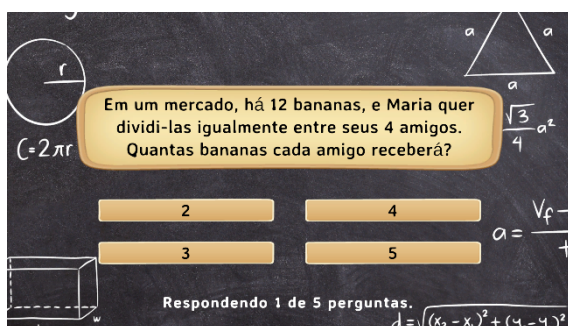 r
C=2πr
a
a
a
√3
4
a²
Em um mercado, há 12 bananas, e Maria quer
dividi-las igualmente entre seus 4 amigos.
Quantas bananas cada amigo receberá?
2
4
3
5
a=
Vf-
w
Respondendo 1 de 5 perguntas.